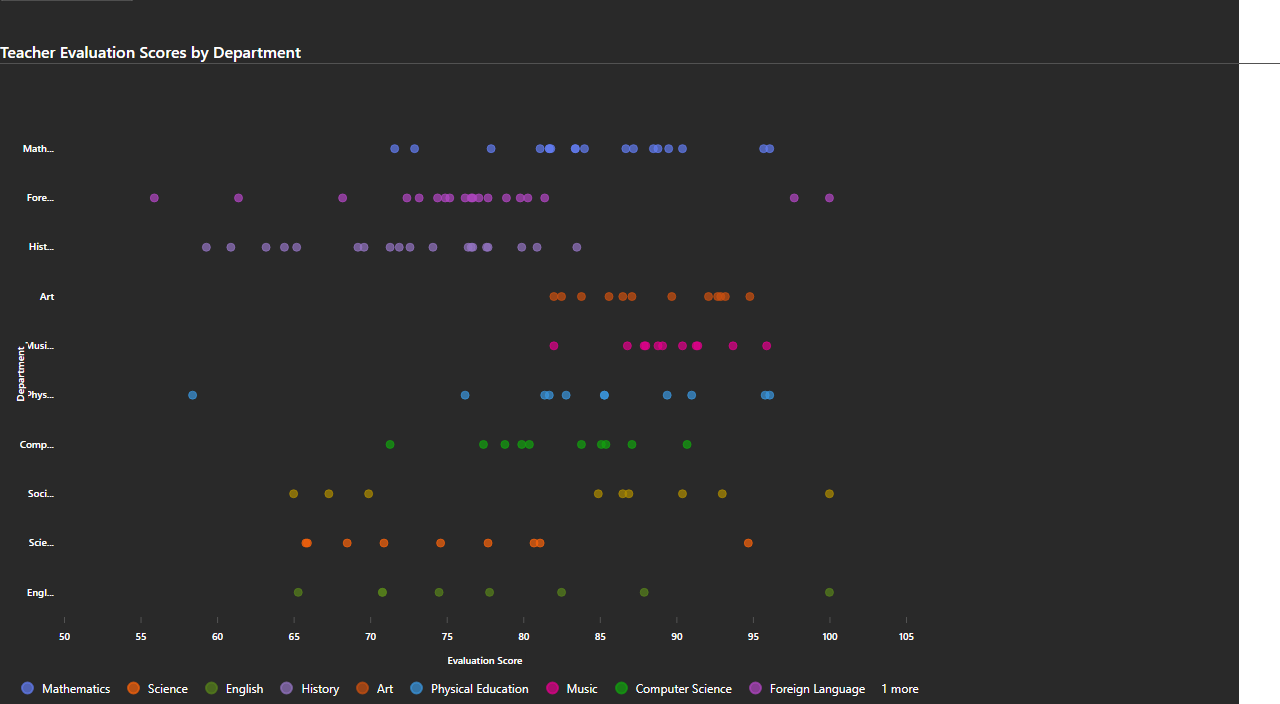 Teacher Evaluation Scores by Department
Math...
Fore...
Hist...
Art
Musi...
Department
Phys...
Comp...
Soci...
Scie...
Engl...
50 55 60 65 70 75 80 85 90 95 100 105
Evaluation Score
Mathematics Science English History Art Physical Education Music Computer Science Foreign Language 1 more